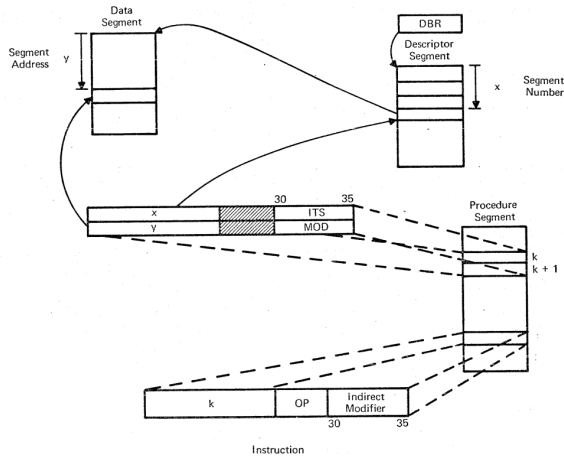 Data
Segment
DBR
Descriptor
Segment
Segment
Address
y
x
Segment
Number
30
35
x
ITS
y
MOD
Procedure
Segment
k
k + 1
k
OP
Indirect
Modifier
30
35
Instruction